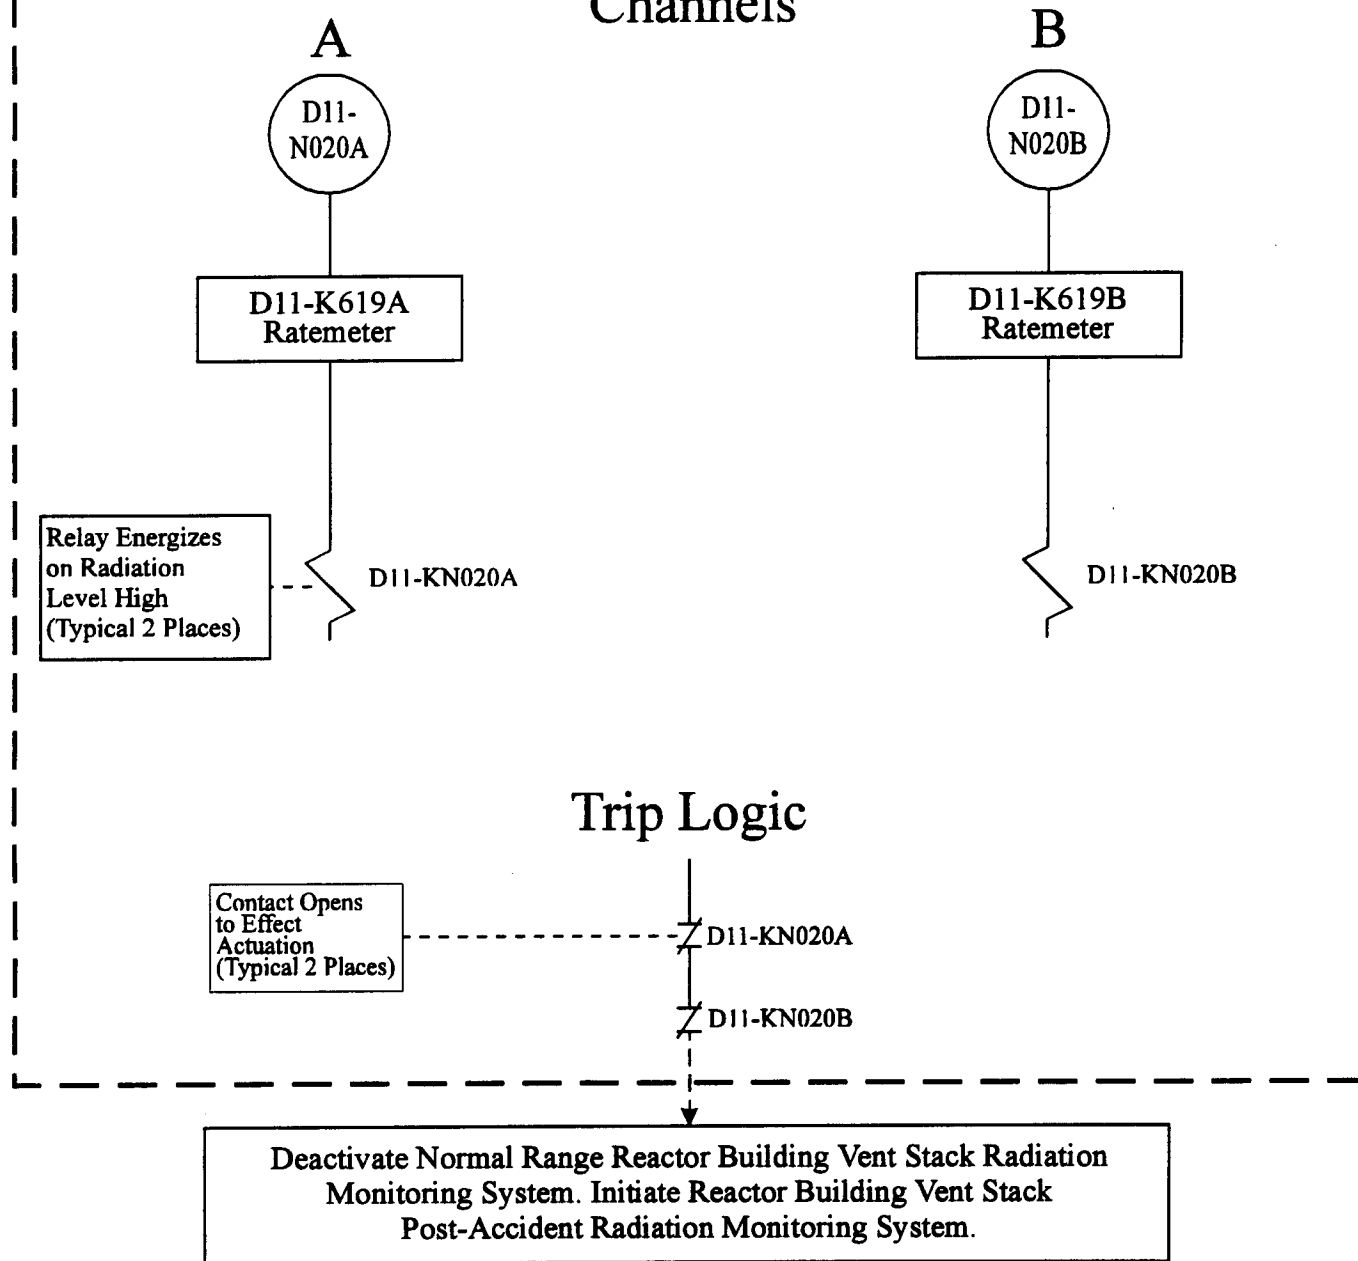 Channels
A
B
D11-
N020A
D11-
N020B
D11-K619A
Ratemeter
D11-K619B
Ratemeter
Relay Energizes
on Radiation
Level High
(Typical 2 Places)
D11-KN020A
D11-KN020B
Trip Logic
Contact Opens
to Effect
Actuation
(Typical 2 Places)
D11-KN020A
D11-KN020B
Deactivate Normal Range Reactor Building Vent Stack Radiation
Monitoring System. Initiate Reactor Building Vent Stack
Post-Accident Radiation Monitoring System.